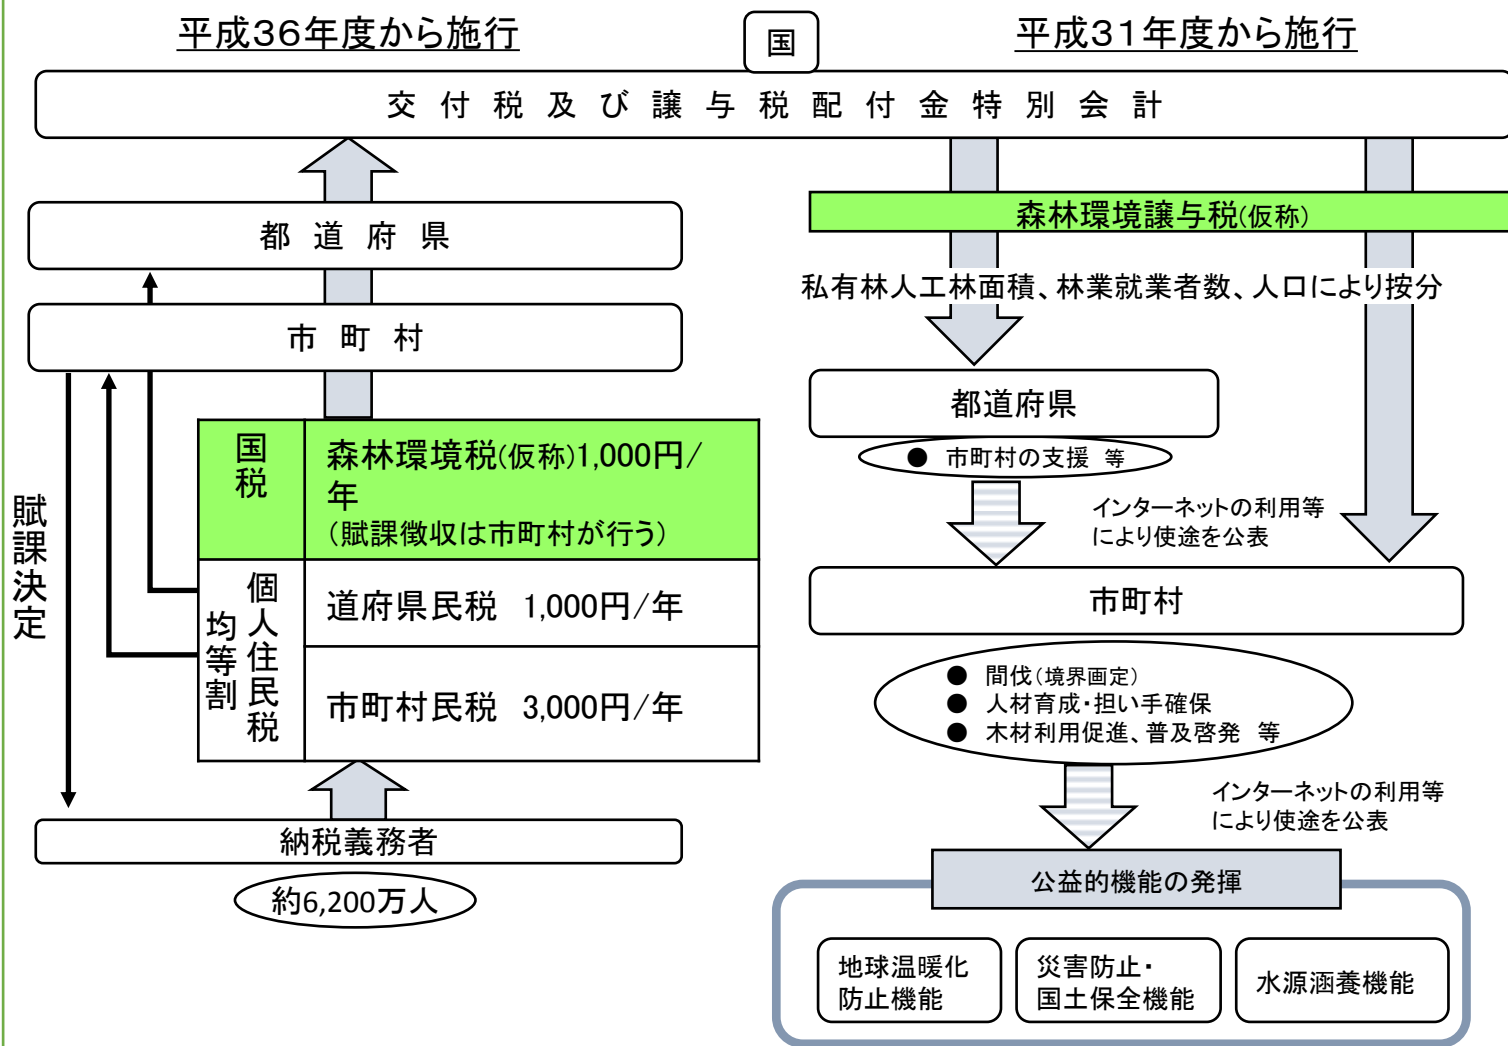 平成36年度から施行
国
平成31年度から施行
交付税及び譲与税配付金特別会計
都道府県
市町村
賦課決定
国税
森林環境税(仮称)1,000円/
年
(賦課徴収は市町村が行う)
個人住民税
均等割
道府県民税 1,000円/年
市町村民税 3,000円/年
納税義務者
約6,200万人
森林環境譲与税(仮称)
私有林人工林面積、林業就業者数、人口により按分
都道府県
● 市町村の支援 等
インターネットの利用等
により使途を公表
市町村
● 間伐(境界画定)
● 人材育成・担い手確保
● 木材利用促進、普及啓発 等
インターネットの利用等
により使途を公表
公益的機能の発揮
地球温暖化
防止機能
災害防止・
国土保全機能
水源涵養機能